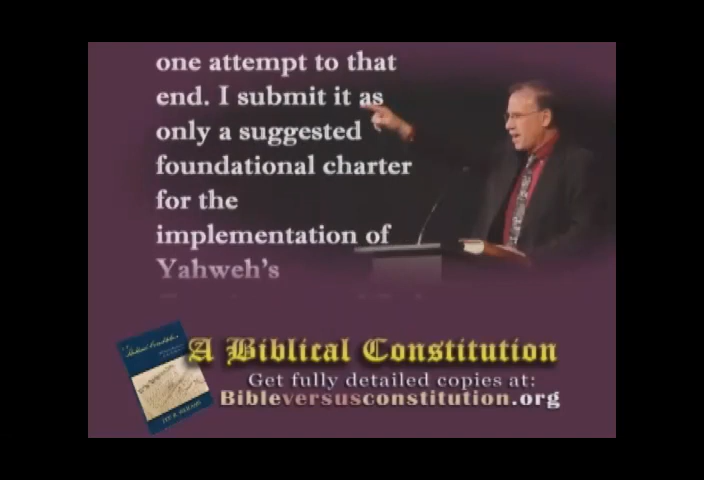 one attempt to that
end. I submit it as
only a suggested
foundational charter
for the
implementation of
Yahweh's
A Biblical Constitution
Get fully detailed copies at:
Bibleversusconstitution.org